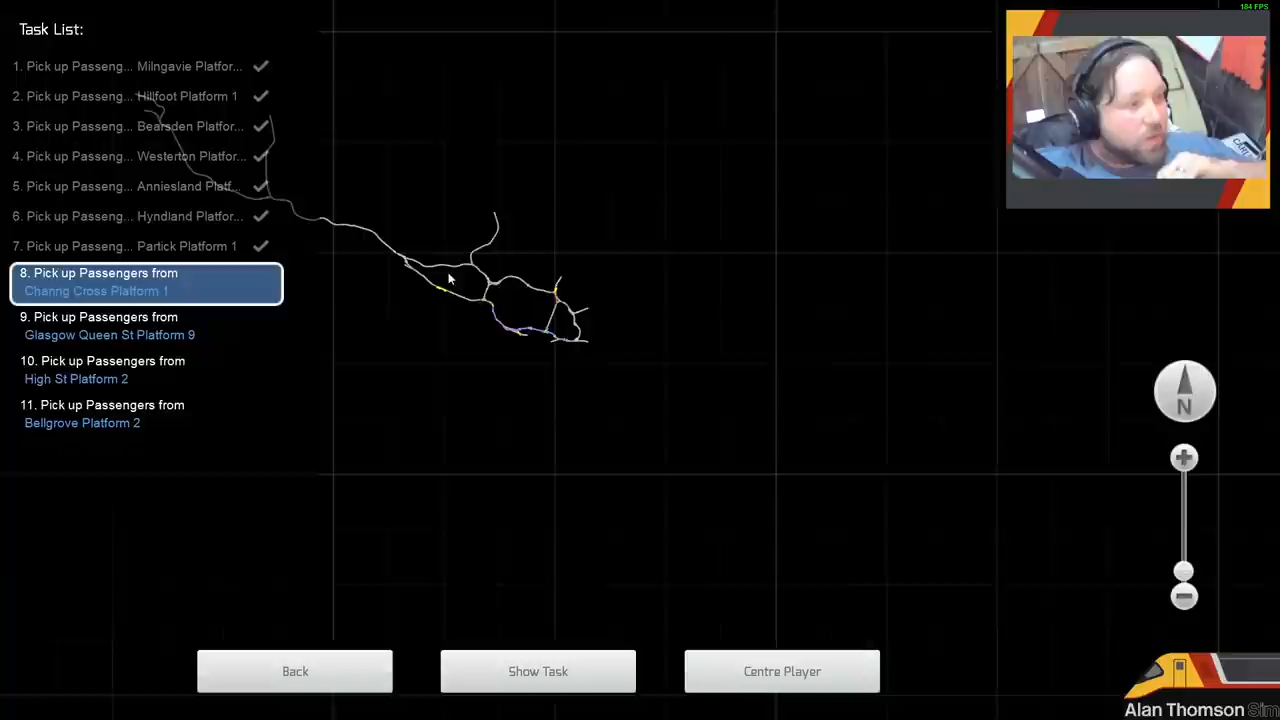 184 FPS
Task List:
1. Pick up Passeng... Milngavie Platfor...
2. Pick up Passeng... Hillfoot Platform 1
3. Pick up Passeng... Bearsden Platfor...
4. Pick up Passeng... Westerton Platfor...
5. Pick up Passeng... Anniesland Platf...
6. Pick up Passeng... Hyndland Platfor...
7. Pick up Passeng... Partick Platform 1
8. Pick up Passengers from
Channg Cross Platform 1
9. Pick up Passengers from
Glasgow Queen St Platform 9
10. Pick up Passengers from
High St Platform 2
11. Pick up Passengers from
Bellgrove Platform 2
N
Back
Show Task
Centre Player
Alan Thomson Sim